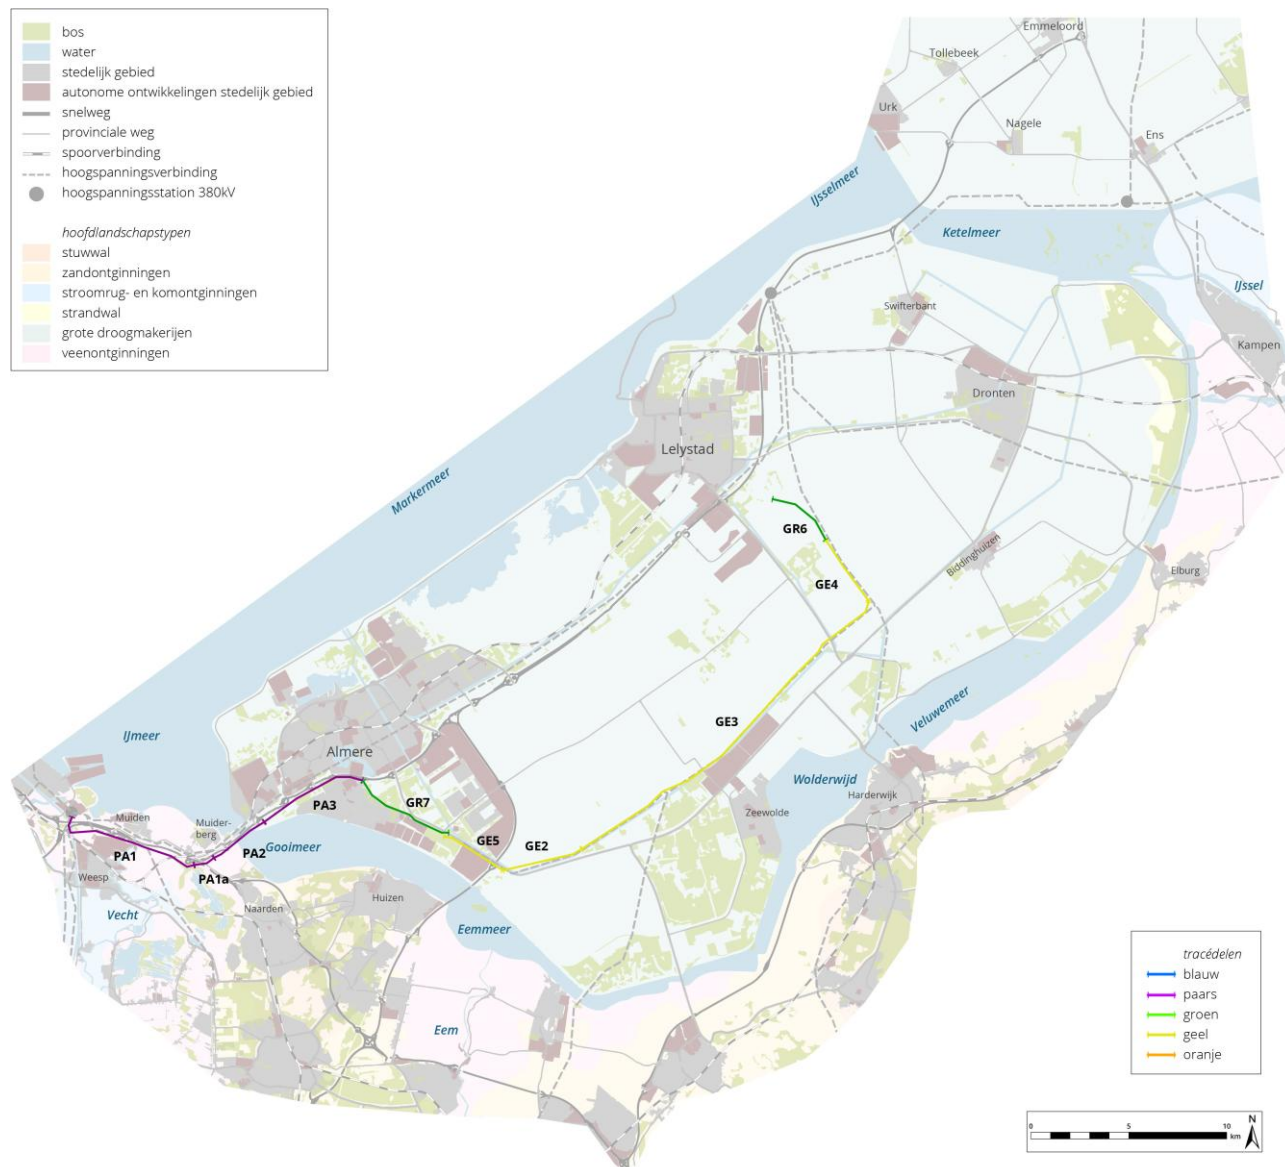 bos
water
stedelijk gebied
autonome ontwikkelingen stedelijk gebied
snelweg
provinciale weg
spoorverbinding
hoogspanningsverbinding
hoogspanningsstation 380kV
hoofdlandschapstypen
stuwwal
zandontginningen
stroomrug- en komontginningen
strandwal
grote droogmakerijen
veenontginningen
Emmeloord
Tollebeek
Urk
Nagele
Ens
IJsselmeer
Ketelmeer
IJssel
Swifterbant
Kampen
Dronten
Lelystad
Markermeer
GR6
Biddinghuizen
Elburg
GE4
Veluwemeer
GE3
IJmeer
Almere
Wolderwijd
Harderwijk
PA3
GR7
Zeewolde
Muiden
Muider-
berg
GE5
GE2
PA1
PA2
Gooimeer
Weesp
PA1a
Huizen
Naarden
Vecht
Eemmeer
Eem
tracédelen
blauw
paars
groen
geel
oranje
N
0
5
10
km